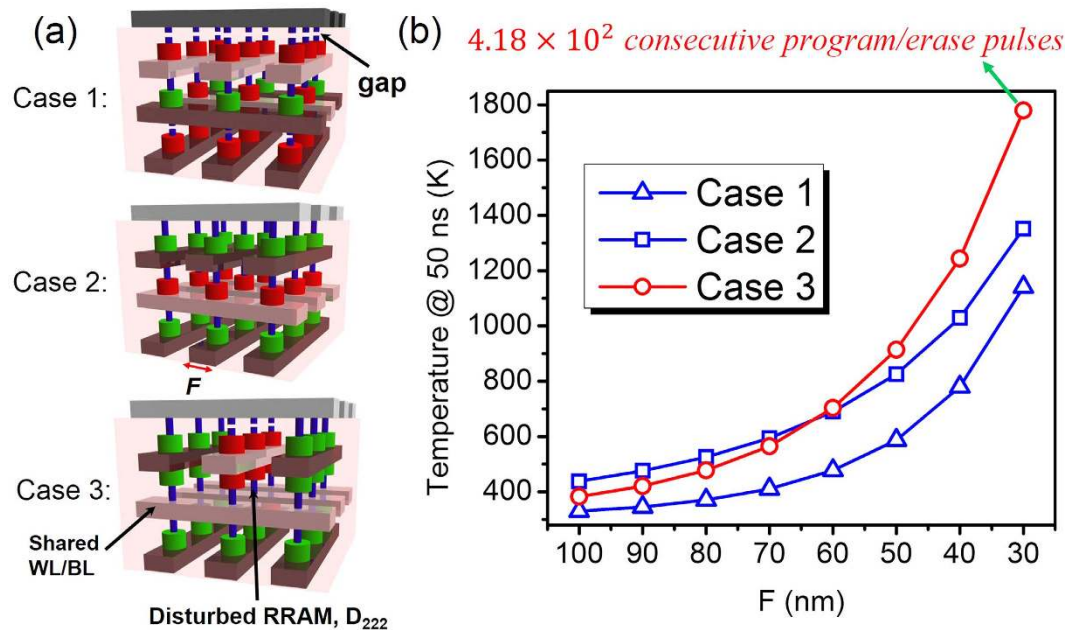 (a)
gap
Case 1:
Case 2:
F
Case 3:
Shared
WL/BL
Disturbed RRAM, D₂₂₂
(b)
4.18 × 10² consecutive program/erase pulses
Temperature @ 50 ns (K)
1800
1600
1400
1200
1000
800
600
400
Case 1
Case 2
Case 3
100 90 80 70 60 50 40 30
F (nm)